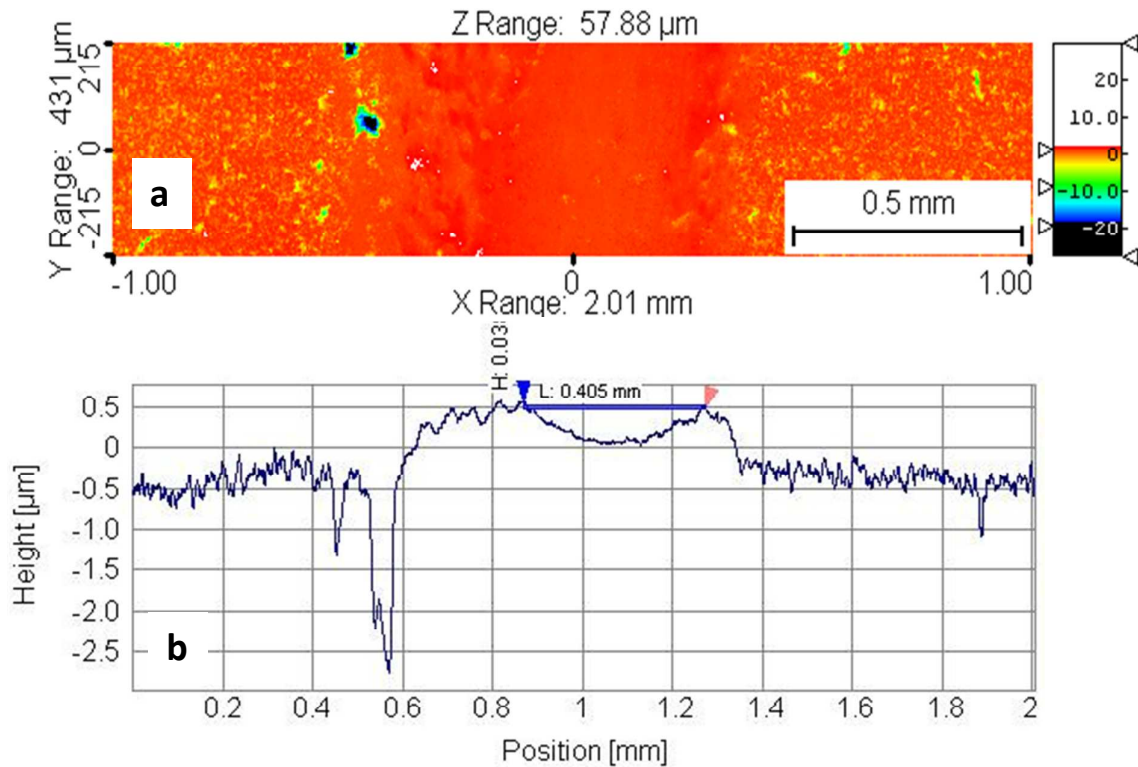 Z Range: 57.88 µm
Y Range: 431 µm
215
0
-215
a
0.5 mm
20
10.0
0
-10.0
-20
-1.00
0
1.00
X Range: 2.01 mm
H: 0.03
L: 0.405 mm
0.5
0
-0.5
-1.0
-1.5
-2.0
-2.5
Height [µm]
b
0.2
0.4
0.6
0.8
1
1.2
1.4
1.6
1.8
2
Position [mm]